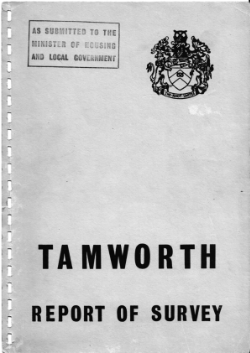 AS SUBMITTED TO THE
MINISTER OF HOUSING
AND LOCAL GOVERNMENT
TAMWORTH
REPORT OF SURVEY